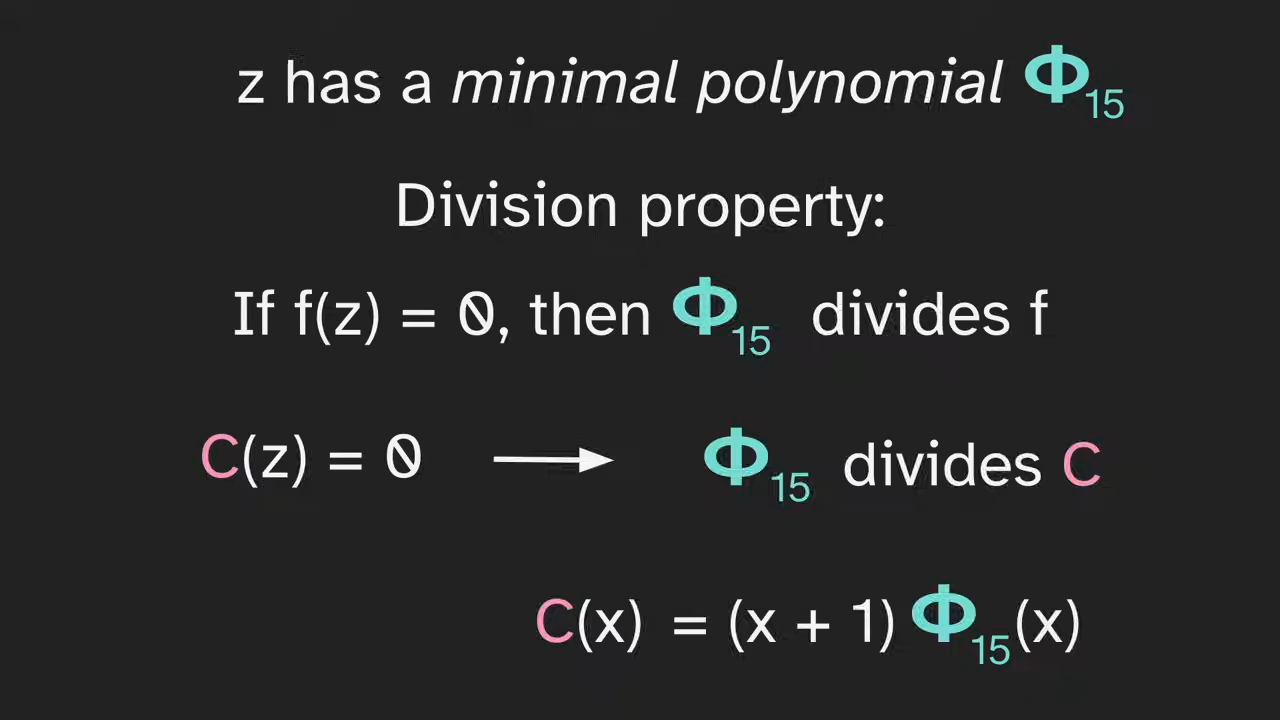 z has a minimal polynomial Φ₁₅
Division property:
If f(z) = 0, then Φ₁₅ divides f
C(z) = 0 → Φ₁₅ divides C
C(x) = (x + 1) Φ₁₅(x)